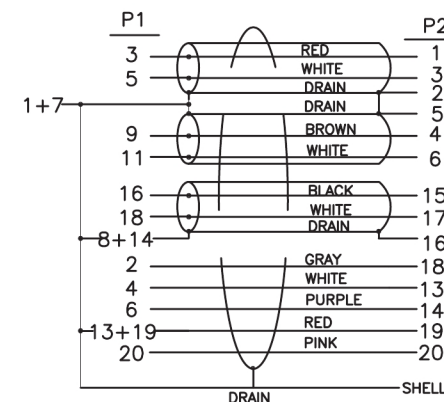 P1 P2
3 RED 1
5 WHITE 3
DRAIN 2
1+7 DRAIN 5
9 BROWN 4
11 WHITE 6
16 BLACK 15
18 WHITE 17
8+14 DRAIN 16
2 GRAY 18
4 WHITE 13
6 PURPLE 14
13+19 RED 19
20 PINK 20
DRAIN SHELL